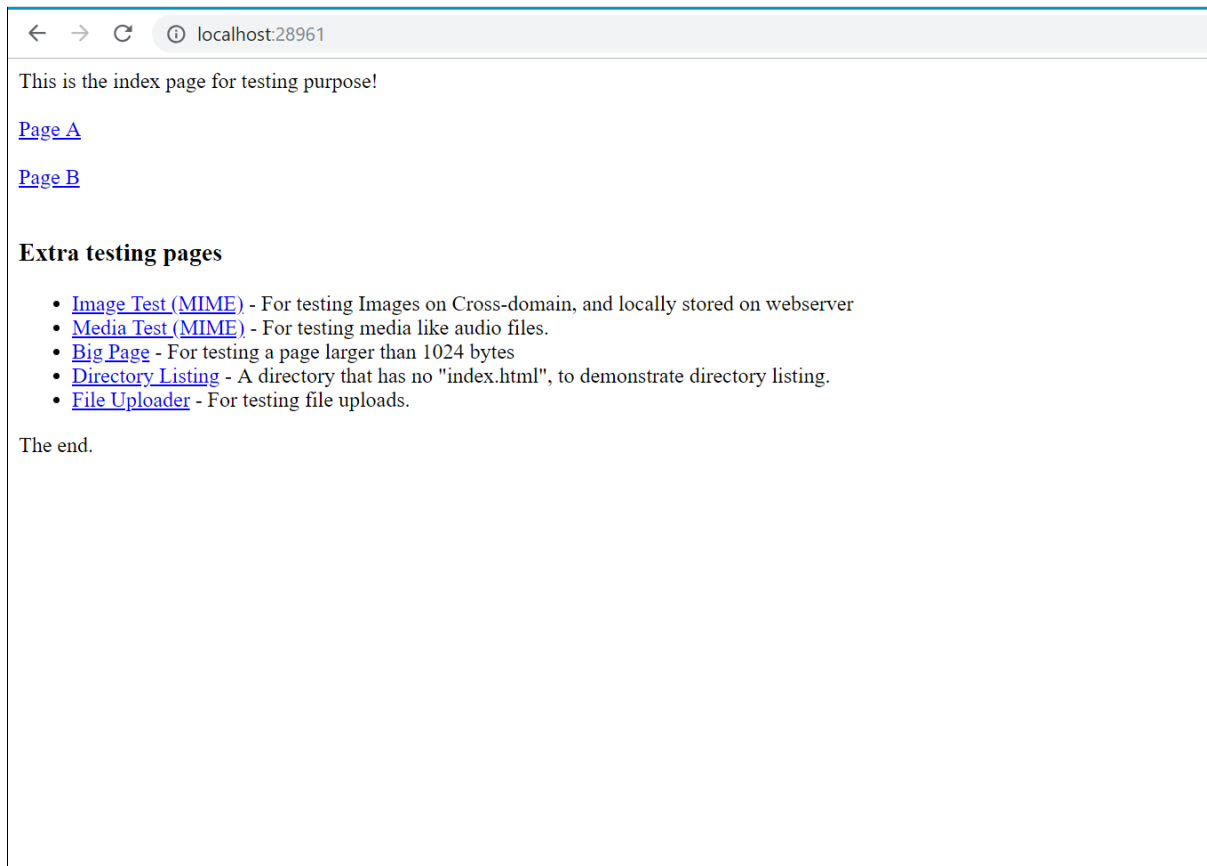 localhost:28961
This is the index page for testing purpose!
Page A
Page B
Extra testing pages
Image Test (MIME) - For testing Images on Cross-domain, and locally stored on webserver
Media Test (MIME) - For testing media like audio files.
Big Page - For testing a page larger than 1024 bytes
Directory Listing - A directory that has no "index.html", to demonstrate directory listing.
File Uploader - For testing file uploads.
The end.